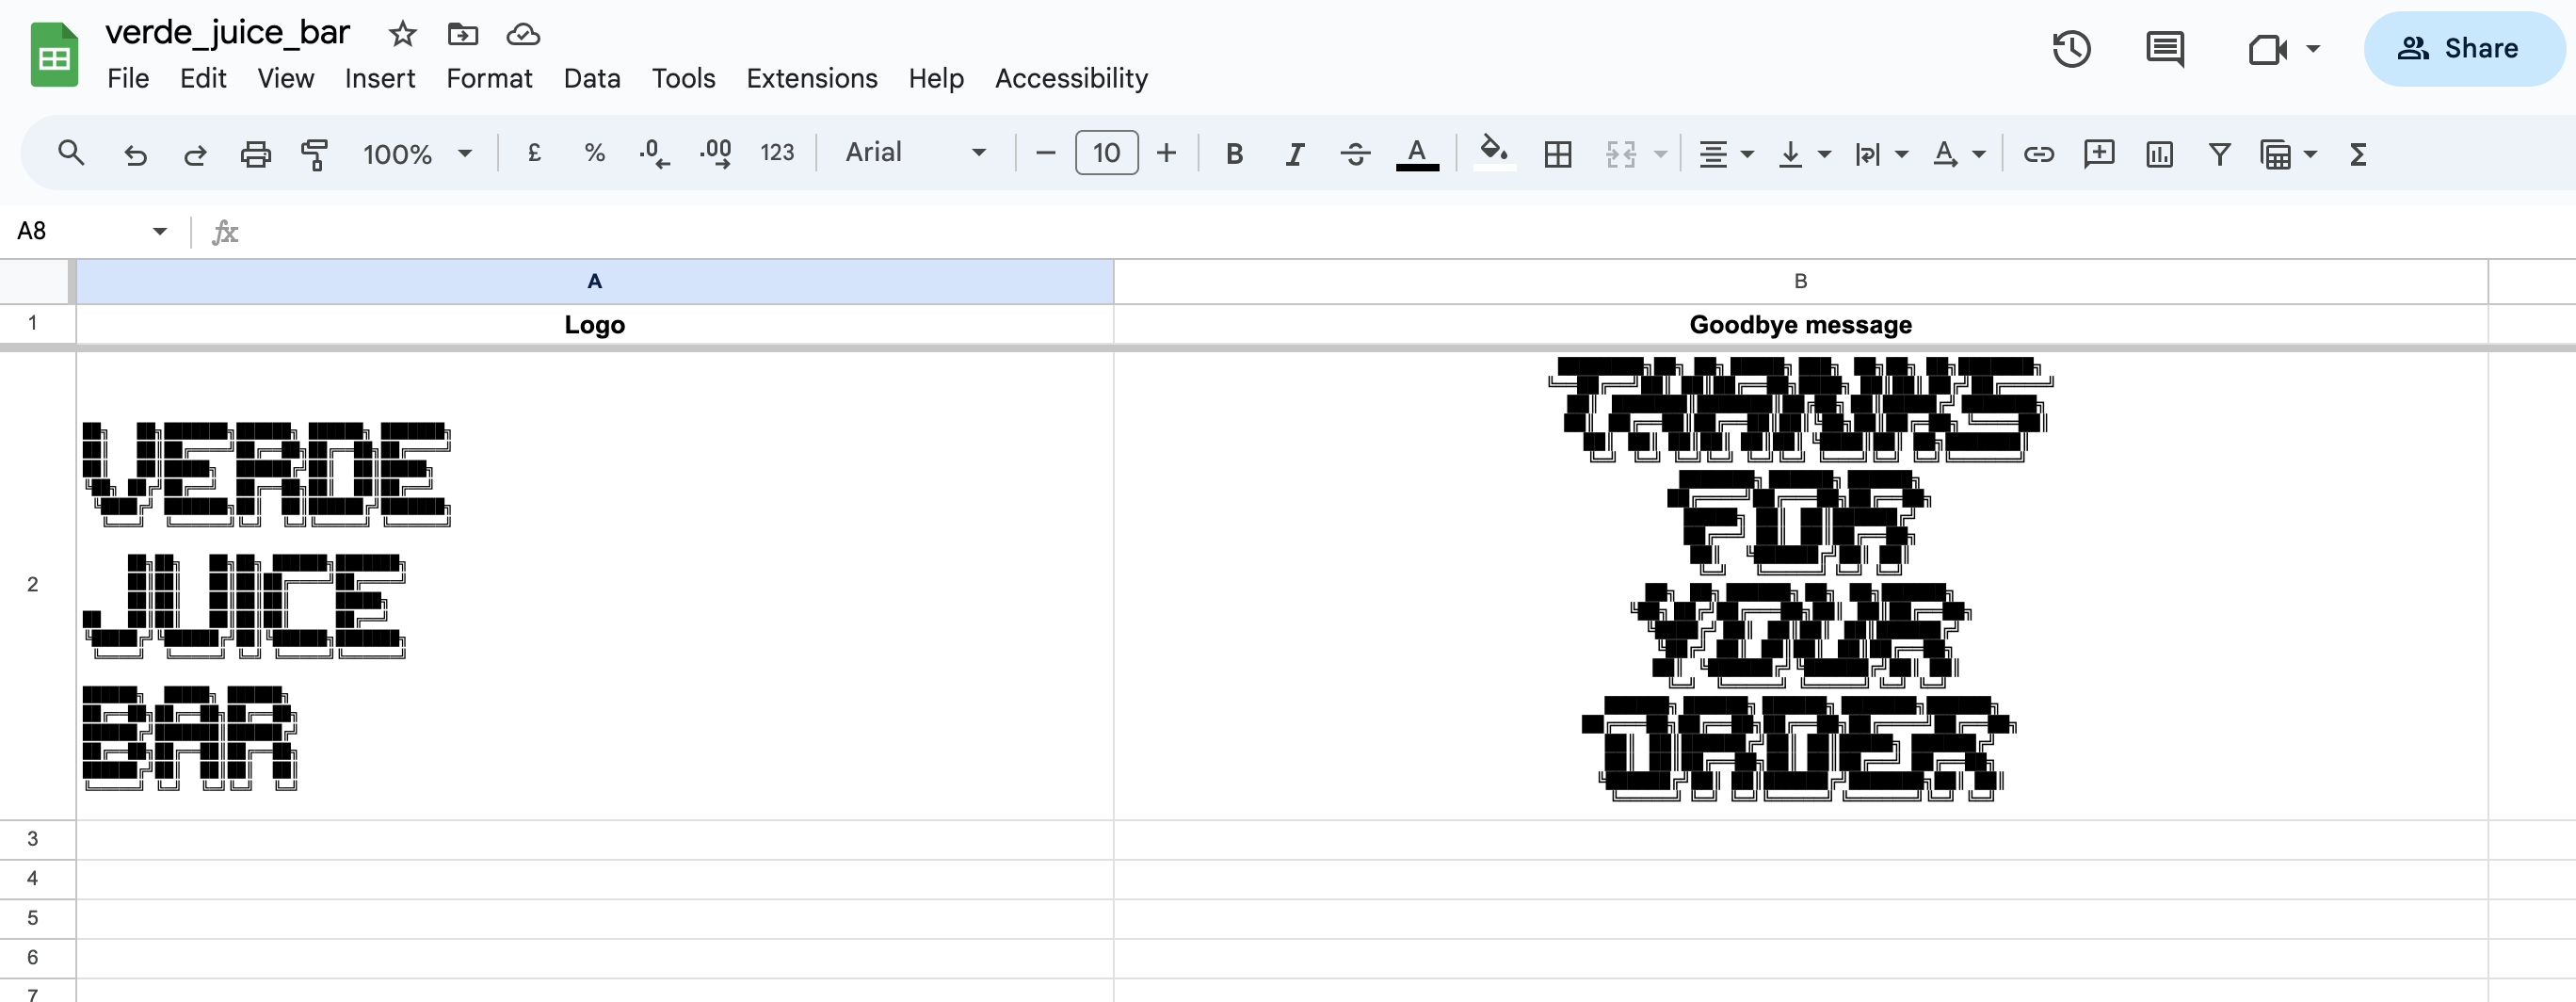 verde_juice_bar
File Edit View Insert Format Data Tools Extensions Help Accessibility
Share
100% £ % .0 .00 123 Arial 10 B I A A Σ
A8 fx
A B
1 Logo Goodbye message
2
VERDE
JUICE
BAR
THANKS
FOR
YOUR
ORDER
3
4
5
6
7